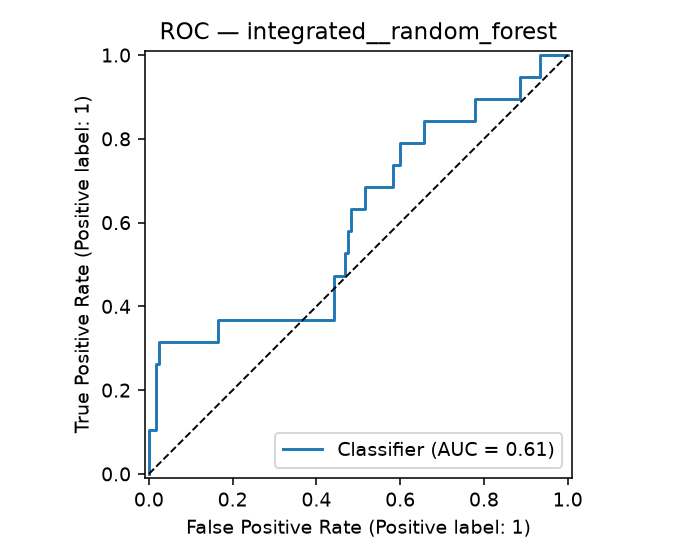 ROC — integrated__random_forest
True Positive Rate (Positive label: 1)
1.0
0.8
0.6
0.4
0.2
0.0
Classifier (AUC = 0.61)
0.0 0.2 0.4 0.6 0.8 1.0
False Positive Rate (Positive label: 1)